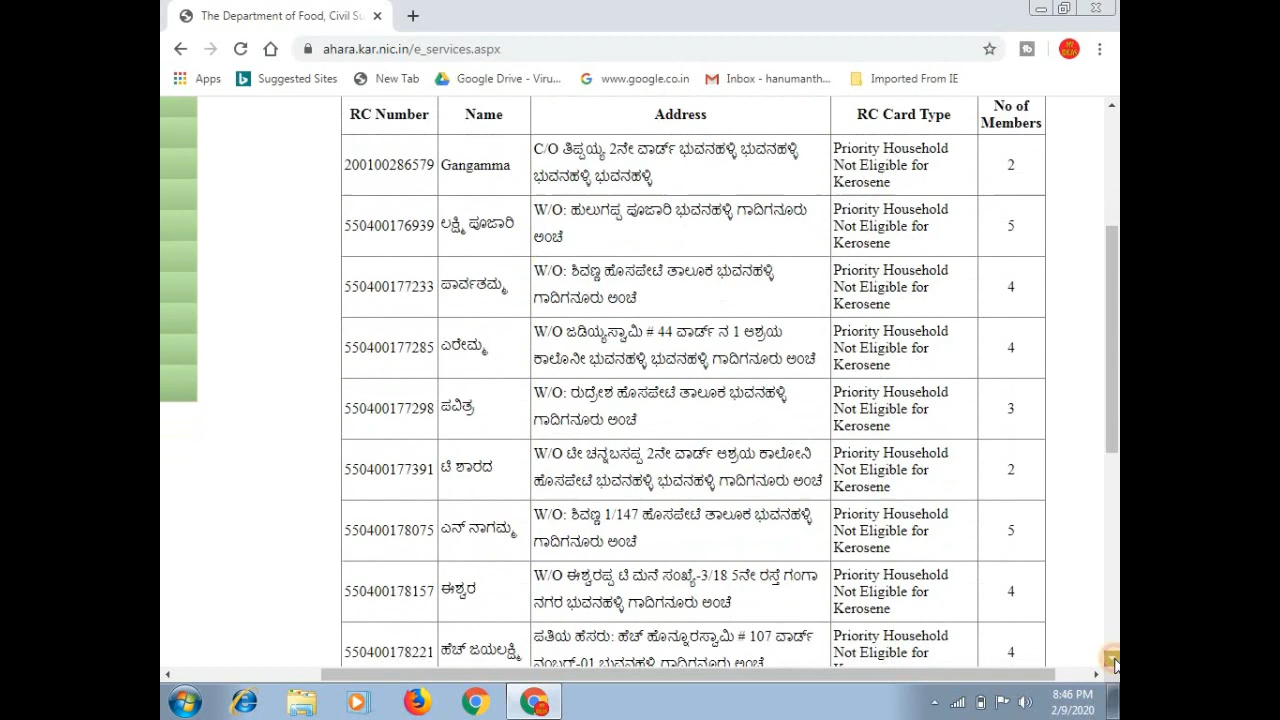 The Department of Food, Civil Su
ahara.kar.nic.in/e_services.aspx
Apps Suggested Sites New Tab Google Drive - Viru... www.google.co.in Inbox - hanumanth... Imported From IE
RC Number Name Address RC Card Type No of
Members
200100286579 Gangamma C/O ತಿಪ್ಪಯ್ಯ 2ನೇ ವಾರ್ಡ್ ಭುವನಹಳ್ಳಿ ಭುವನಹಳ್ಳಿ Priority Household
ಭುವನಹಳ್ಳಿ ಭುವನಹಳ್ಳಿ Not Eligible for 2
Kerosene
550400176939 ಲಕ್ಷ್ಮಿ ಪೂಜಾರಿ W/O: ಹುಲುಗಪ್ಪ ಪೂಜಾರಿ ಭುವನಹಳ್ಳಿ ಗಾದಿಗನೂರು Priority Household
ಅಂಚೆ Not Eligible for 5
Kerosene
550400177233 ಪಾರ್ವತಮ್ಮ W/O: ಶಿವಣ್ಣ ಹೊಸಪೇಟೆ ತಾಲೂಕ ಭುವನಹಳ್ಳಿ Priority Household
ಗಾದಿಗನೂರು ಅಂಚೆ Not Eligible for 4
Kerosene
550400177285 ಎರೇಮ್ಮ W/O ಜಡಿಯ್ಯಸ್ವಾಮಿ # 44 ವಾರ್ಡ್ ನ 1 ಆಶ್ರಯ Priority Household
ಕಾಲೊನೀ ಭುವನಹಳ್ಳಿ ಭುವನಹಳ್ಳಿ ಗಾದಿಗನೂರು ಅಂಚೆ Not Eligible for 4
Kerosene
550400177298 ಪವಿತ್ರ W/O: ರುದ್ರೇಶ ಹೊಸಪೇಟೆ ತಾಲೂಕ ಭುವನಹಳ್ಳಿ Priority Household
ಗಾದಿಗನೂರು ಅಂಚೆ Not Eligible for 3
Kerosene
550400177391 ಟಿ ಶಾರದ W/O ಟೀ ಚನ್ನಬಸಪ್ಪ 2ನೇ ವಾರ್ಡ್ ಆಶ್ರಯ ಕಾಲೋನಿ Priority Household
ಹೊಸಪೇಟೆ ಭುವನಹಳ್ಳಿ ಭುವನಹಳ್ಳಿ ಗಾದಿಗನೂರು ಅಂಚೆ Not Eligible for 2
Kerosene
550400178075 ಎನ್ ನಾಗಮ್ಮ W/O: ಶಿವಣ್ಣ 1/147 ಹೊಸಪೇಟೆ ತಾಲೂಕ ಭುವನಹಳ್ಳಿ Priority Household
ಗಾದಿಗನೂರು ಅಂಚೆ Not Eligible for 5
Kerosene
550400178157 ಈಶ್ವರ W/O ಈಶ್ವರಪ್ಪ ಟಿ ಮನೆ ಸಂಖ್ಯೆ-3/18 5ನೇ ರಸ್ತೆ ಗಂಗಾ Priority Household
ನಗರ ಭುವನಹಳ್ಳಿ ಗಾದಿಗನೂರು ಅಂಚೆ Not Eligible for 4
Kerosene
550400178221 ಹೆಚ್ ಜಯಲಕ್ಷ್ಮಿ ಪತಿಯ ಹೆಸರು: ಹೆಚ್ ಹೊನ್ನೂರಸ್ವಾಮಿ # 107 ವಾರ್ಡ್ Priority Household
ನಂಬರ್-01 ಭುವನಹಳ್ಳಿ ಗಾದಿಗನೂರು ಅಂಚೆ Not Eligible for 4
8:46 PM
2/9/2020